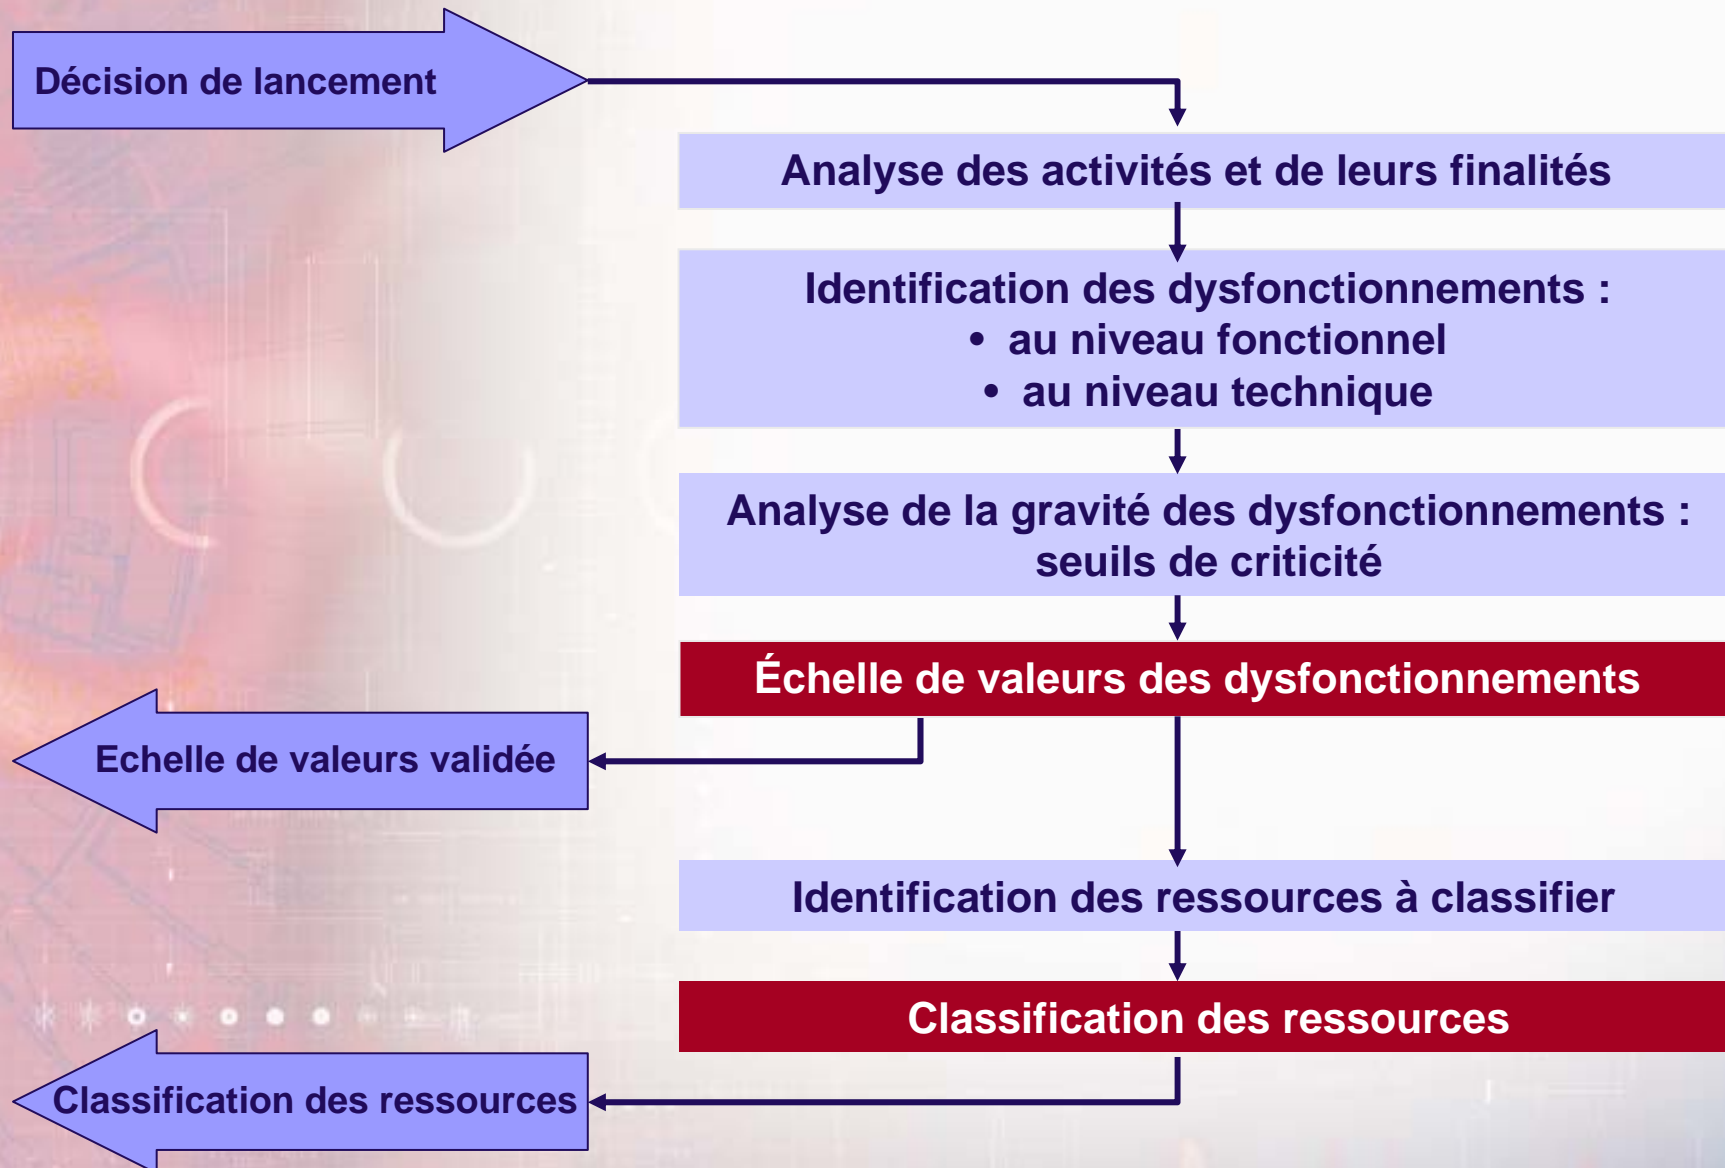 Décision de lancement
Analyse des activités et de leurs finalités
Identification des dysfonctionnements :
• au niveau fonctionnel
• au niveau technique
Analyse de la gravité des dysfonctionnements :
seuils de criticité
Échelle de valeurs des dysfonctionnements
Echelle de valeurs validée
Identification des ressources à classifier
Classification des ressources
Classification des ressources